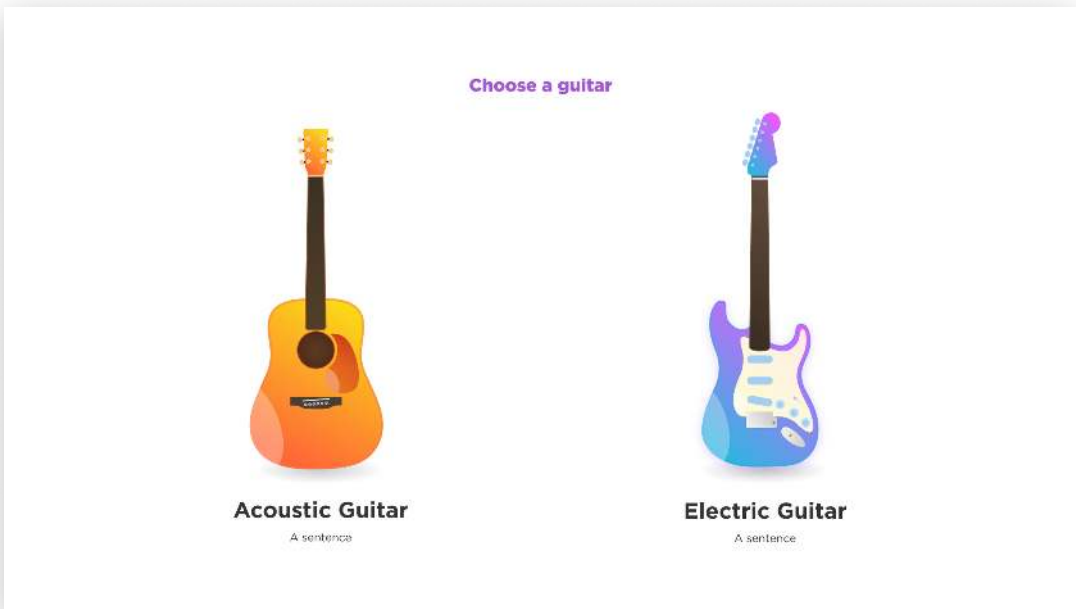 Choose a guitar
Acoustic Guitar
A sentence
Electric Guitar
A sentence